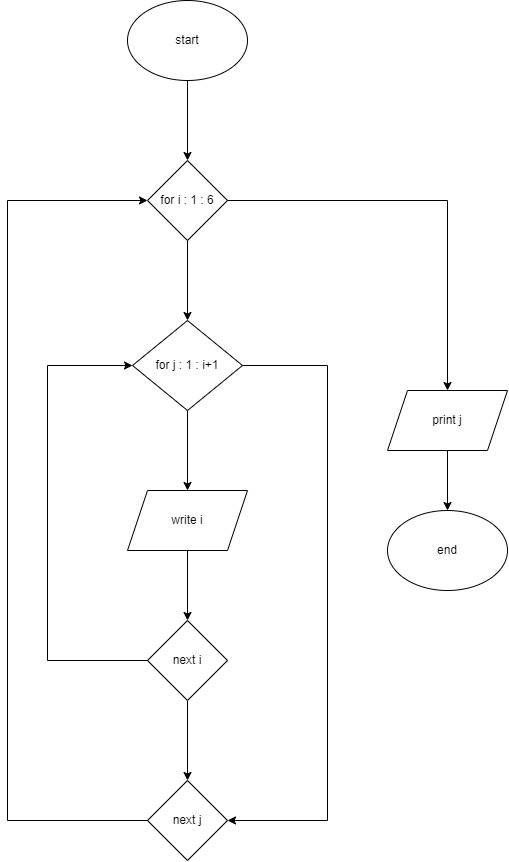 start
for i : 1 : 6
for j : 1 : i+1
print j
write i
end
next i
next j